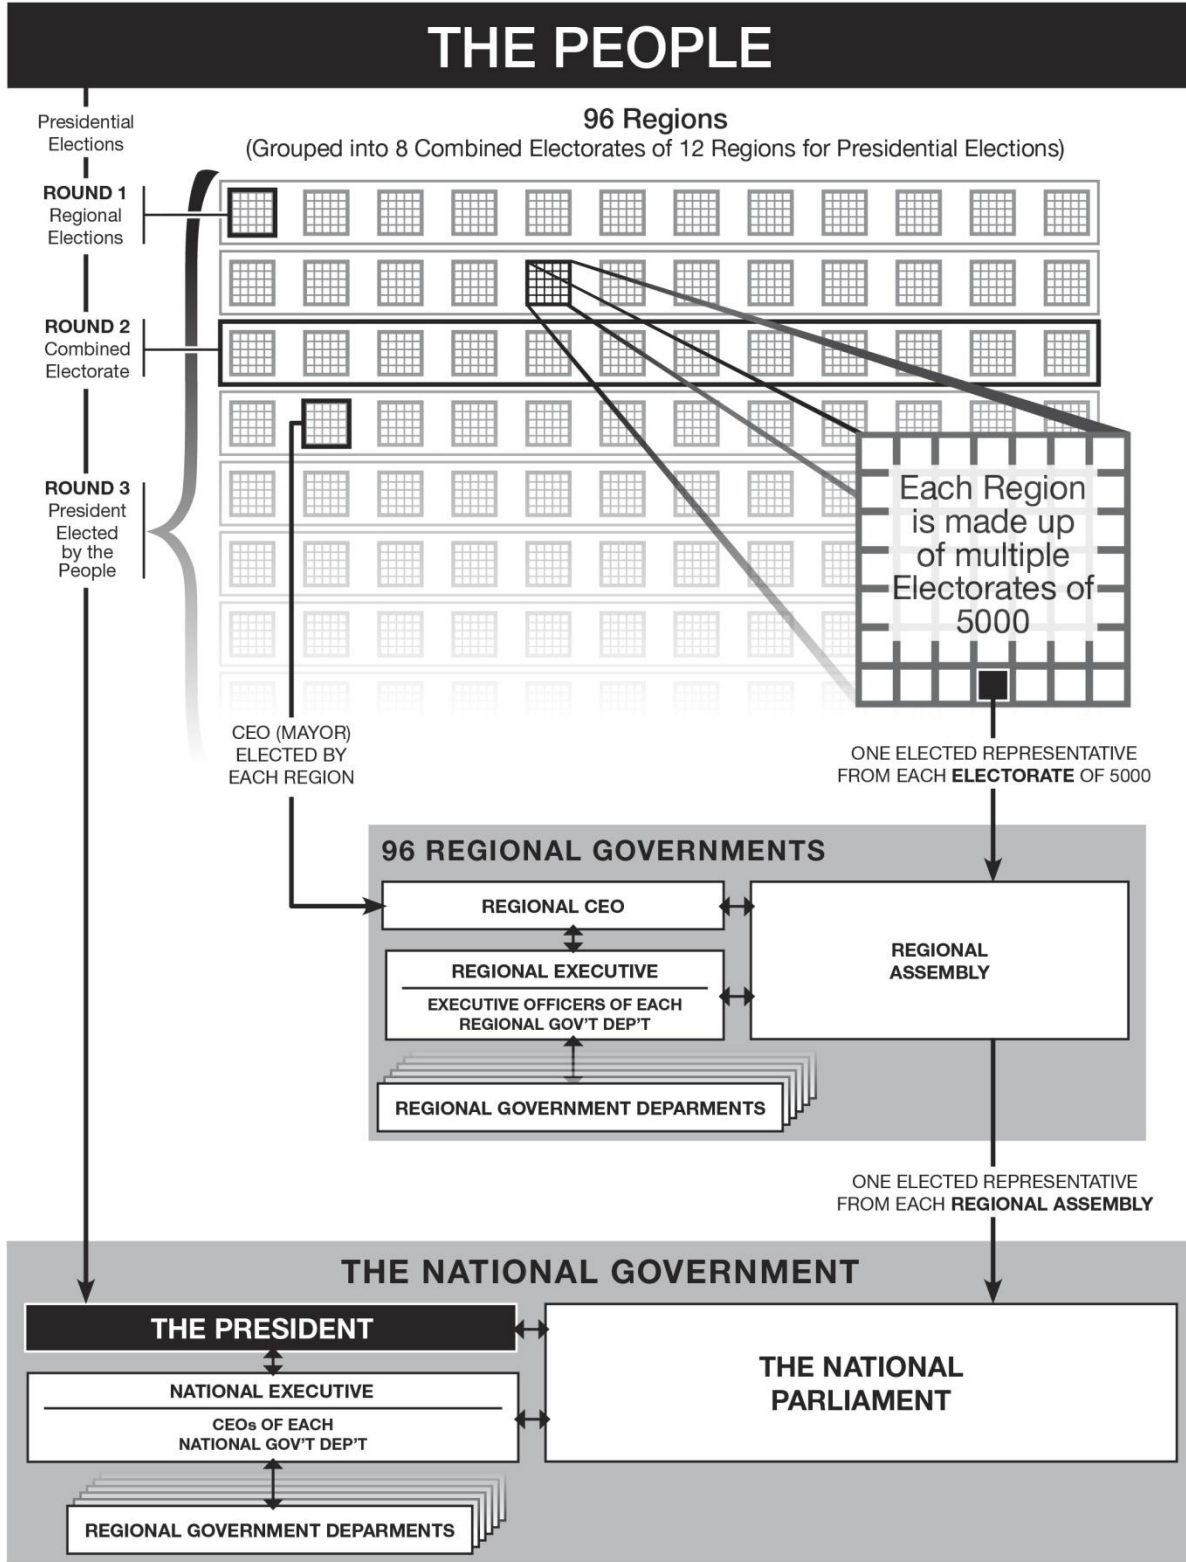 THE PEOPLE
Presidential
Elections
96 Regions
(Grouped into 8 Combined Electorates of 12 Regions for Presidential Elections)
ROUND 1
Regional
Elections
ROUND 2
Combined
Electorate
ROUND 3
President
Elected
by the
People
Each Region
is made up
of multiple
Electorates of
5000
CEO (MAYOR)
ELECTED BY
EACH REGION
ONE ELECTED REPRESENTATIVE
FROM EACH ELECTORATE OF 5000
96 REGIONAL GOVERNMENTS
REGIONAL CEO
REGIONAL EXECUTIVE
EXECUTIVE OFFICERS OF EACH
REGIONAL GOV'T DEP'T
REGIONAL
ASSEMBLY
REGIONAL GOVERNMENT DEPARMENTS
ONE ELECTED REPRESENTATIVE
FROM EACH REGIONAL ASSEMBLY
THE NATIONAL GOVERNMENT
THE PRESIDENT
NATIONAL EXECUTIVE
CEOs OF EACH
NATIONAL GOV'T DEP'T
THE NATIONAL
PARLIAMENT
REGIONAL GOVERNMENT DEPARMENTS